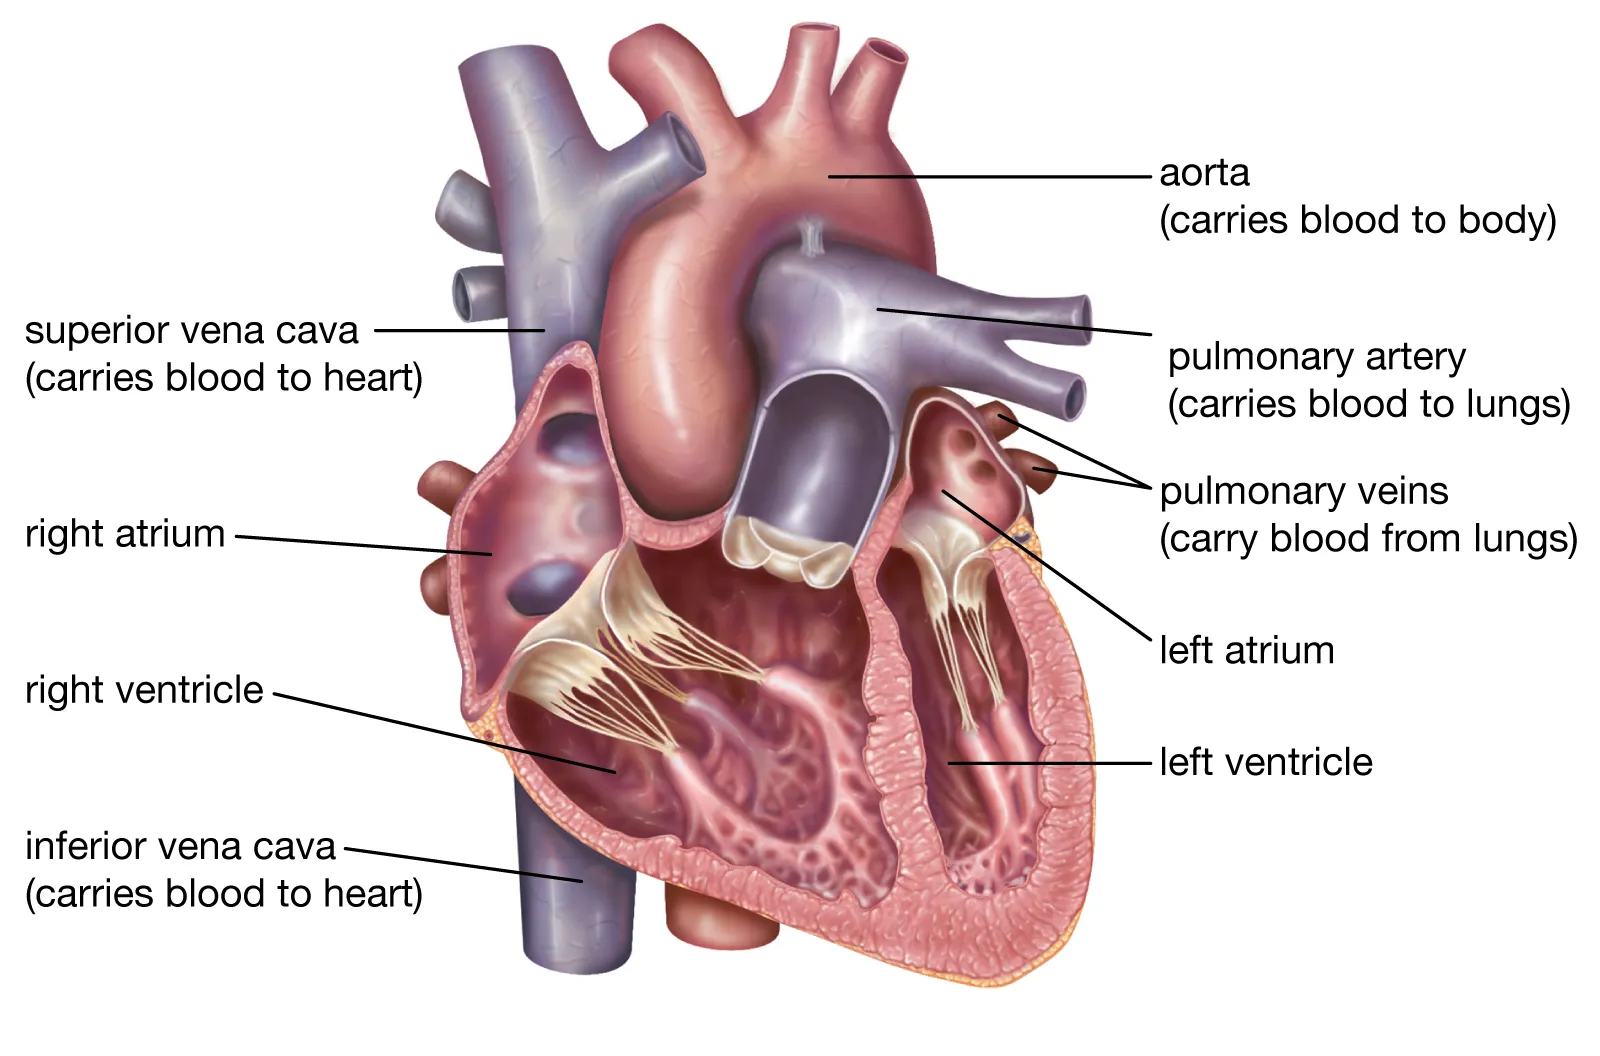 aorta
(carries blood to body)
superior vena cava
(carries blood to heart)
pulmonary artery
(carries blood to lungs)
pulmonary veins
(carry blood from lungs)
right atrium
left atrium
right ventricle
left ventricle
inferior vena cava
(carries blood to heart)